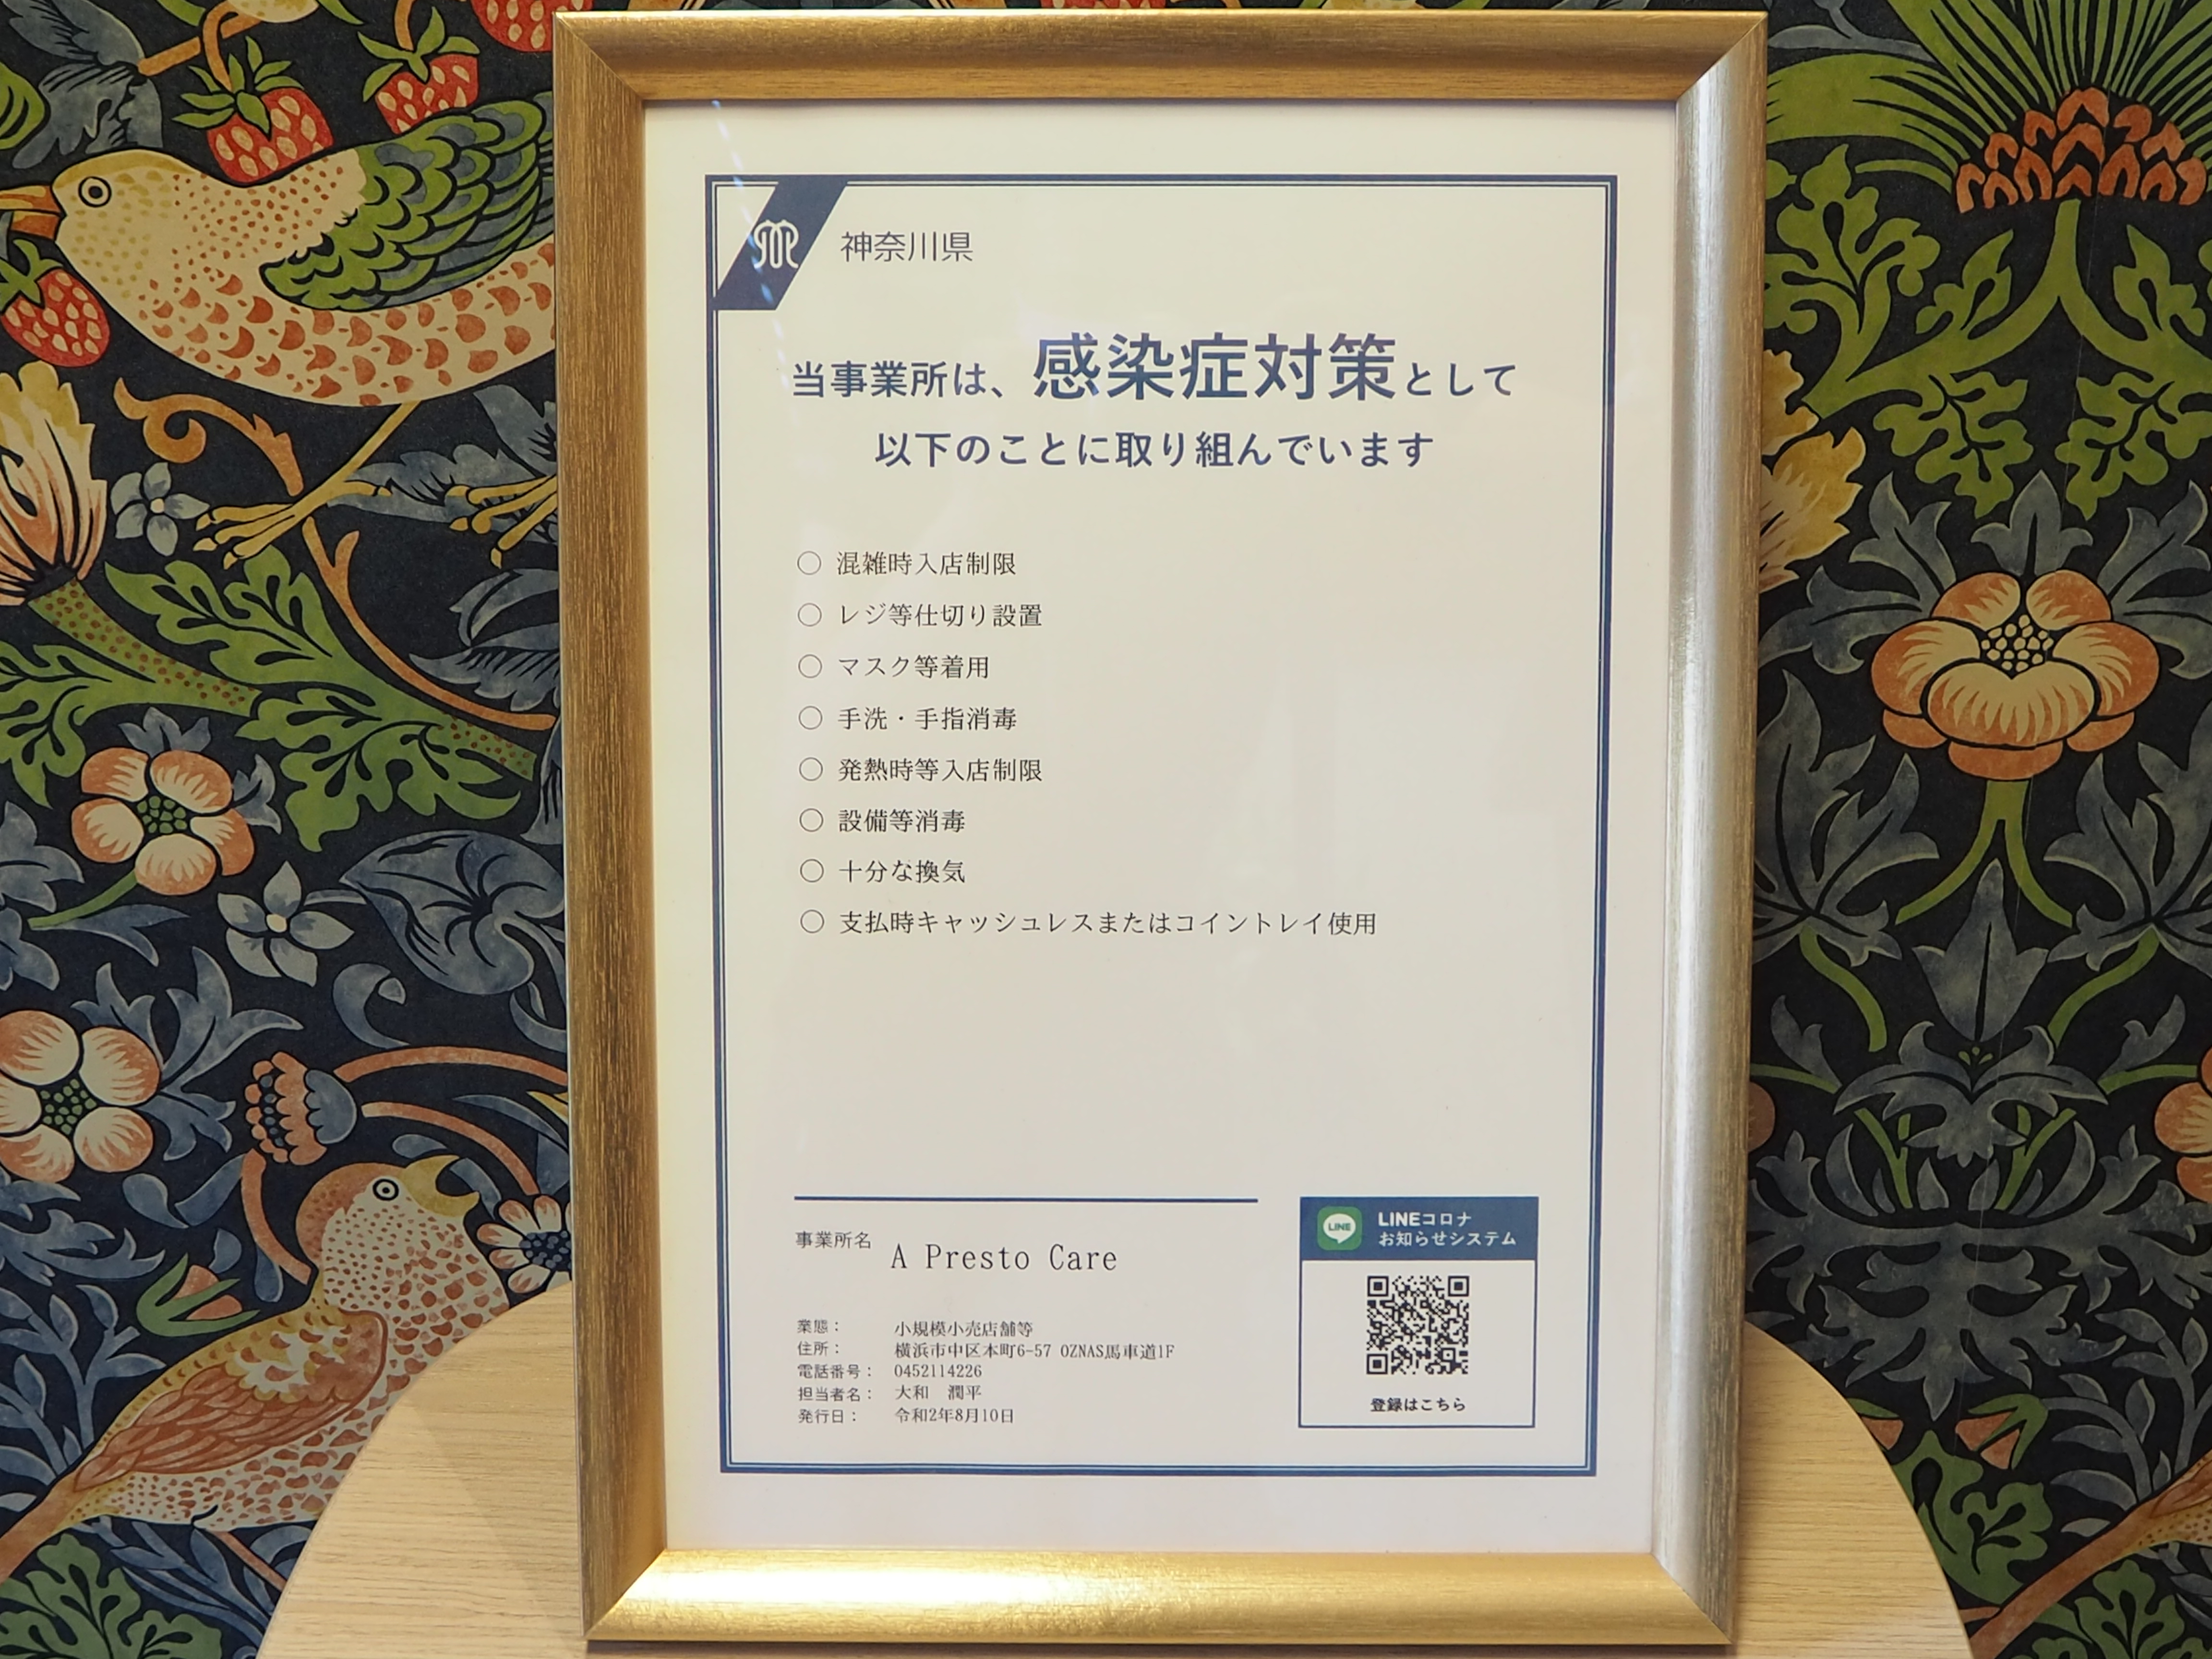 神奈川県
当事業所は、感染症対策として
以下のことに取り組んでいます
○ 混雑時入店制限
○ レジ等仕切り設置
○ マスク等着用
○ 手洗・手指消毒
○ 発熱時等入店制限
○ 設備等消毒
○ 十分な換気
○ 支払時キャッシュレスまたはコイントレイ使用
事業所名 A Presto Care
業態： 小規模小売店舗等
住所： 横浜市中区本町6-57 OZNAS馬車道1F
電話番号： 0452114226
担当者名： 大和 潤平
発行日： 令和2年8月10日
LINE
LINEコロナ
お知らせシステム
登録はこちら